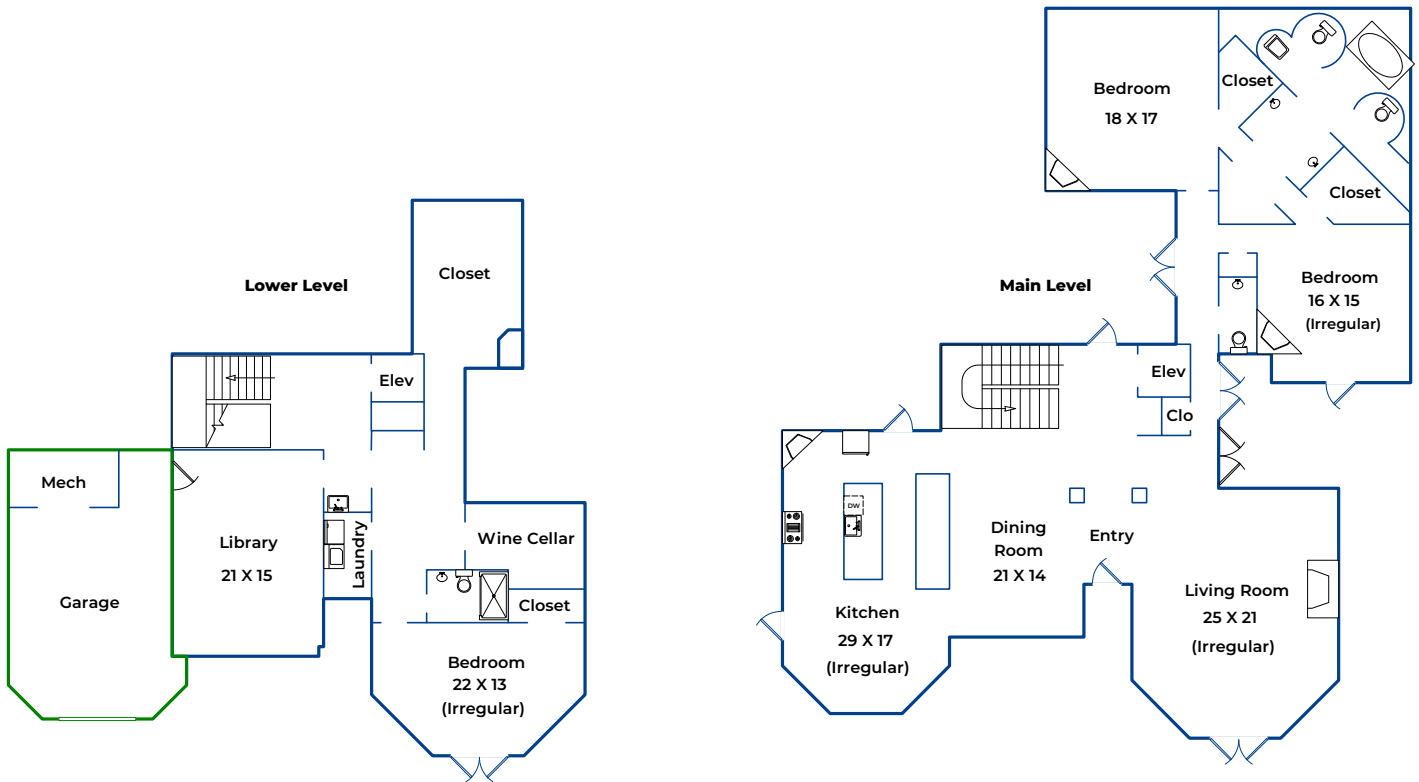 Lower Level
Closet
Elev
Mech
Library
21 X 15
Laundry
Wine Cellar
Garage
Closet
Bedroom
22 X 13
(Irregular)
Main Level
Bedroom
18 X 17
Closet
Closet
Bedroom
16 X 15
(Irregular)
Elev
Clo
DW
Dining
Room
21 X 14
Entry
Kitchen
29 X 17
(Irregular)
Living Room
25 X 21
(Irregular)